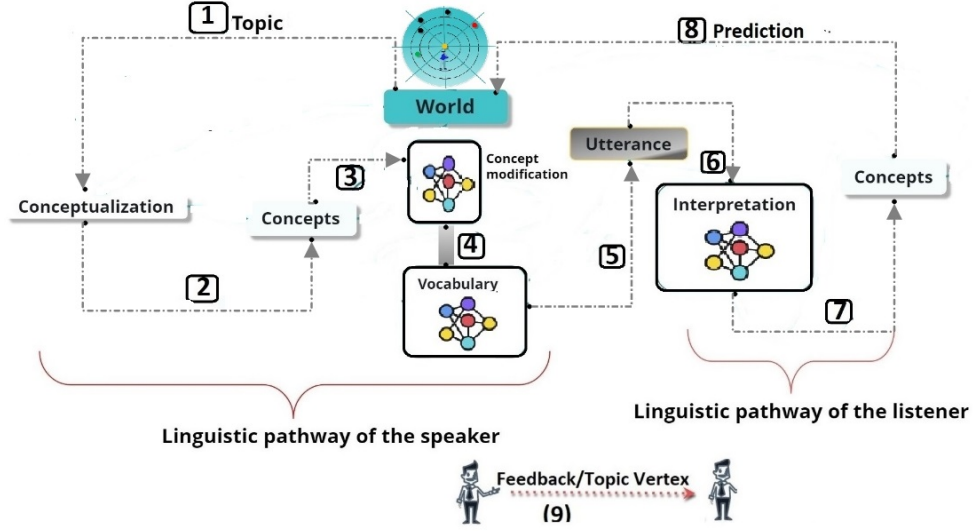 1 Topic
8 Prediction
World
Utterance
Concept
modification
3
6
Concepts
Conceptualization
Concepts
Interpretation
4
5
2
Vocabulary
7
Linguistic pathway of the listener
Linguistic pathway of the speaker
Feedback/Topic Vertex
(9)